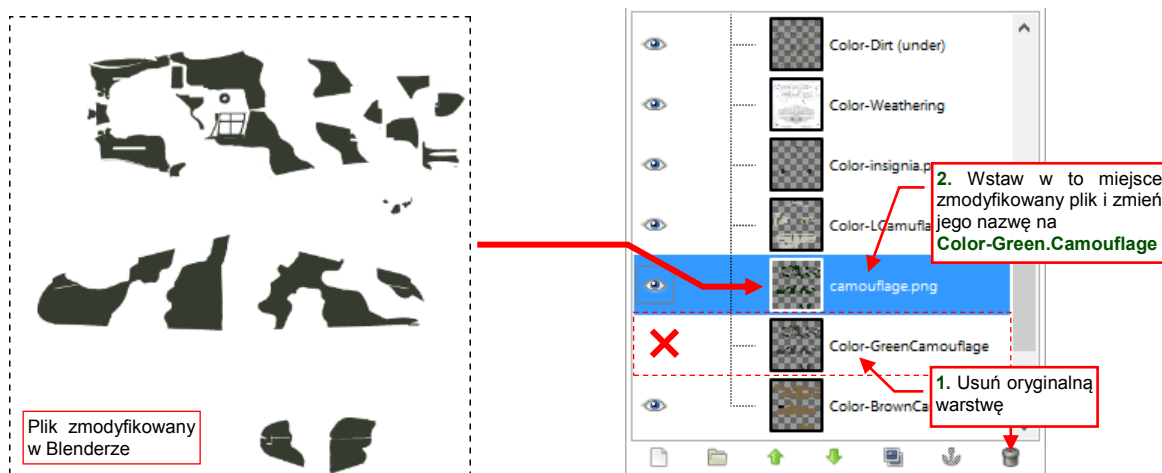 Color-Dirt (under)
Color-Weathering
Color-insignia.p
2. Wstaw w to miejsce
zmodyfikowany plik i zmień
jego nazwę na
Color-Green.Camouflage
Color-LCamufla
camouflage.png
Color-GreenCamouflage
1. Usuń oryginalną
warstwę
Color-BrownCa
Plik zmodyfikowany
w Blenderze